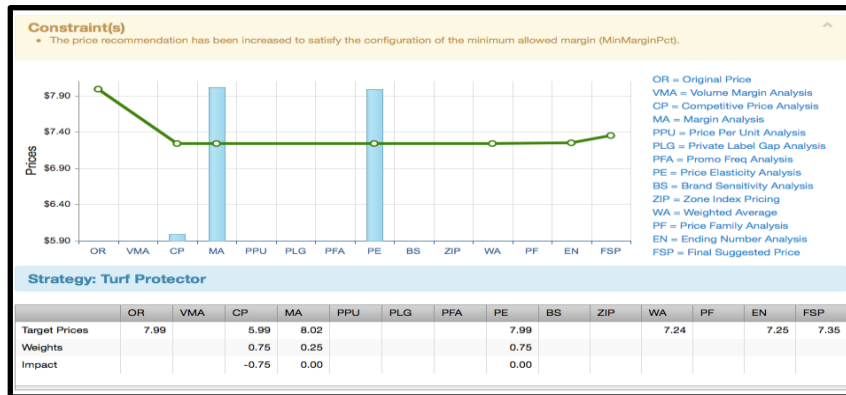 Constraint(s)
• The price recommendation has been increased to satisfy the configuration of the minimum allowed margin (MinMarginPct).
$7.90
$7.40
$6.90
$6.40
$5.90
Prices
OR VMA CP MA PPU PLG PFA PE BS ZIP WA PF EN FSP
OR = Original Price
VMA = Volume Margin Analysis
CP = Competitive Price Analysis
MA = Margin Analysis
PPU = Price Per Unit Analysis
PLG = Private Label Gap Analysis
PFA = Promo Freq Analysis
PE = Price Elasticity Analysis
BS = Brand Sensitivity Analysis
ZIP = Zone Index Pricing
WA = Weighted Average
PF = Price Family Analysis
EN = Ending Number Analysis
FSP = Final Suggested Price
Strategy: Turf Protector
OR VMA CP MA PPU PLG PFA PE BS ZIP WA PF EN FSP
Target Prices 7.99 5.99 8.02 7.99 7.24 7.25 7.35
Weights 0.75 0.25 0.75
Impact -0.75 0.00 0.00